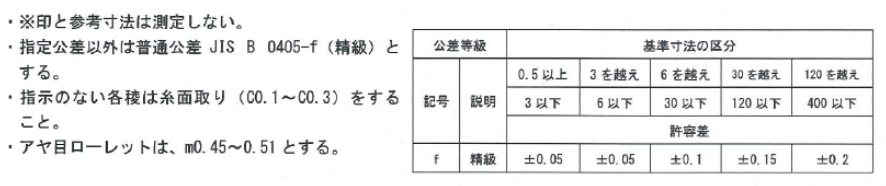 ・※印と参考寸法は測定しない。
・指定公差以外は普通公差 JIS B 0405-f (精級) と
する。
・指示のない各稜は糸面取り (C0.1～C0.3) をする
こと。
・アヤ目ローレットは、m0.45～0.51 とする。
公差等級 基準寸法の区分
記号 説明 0.5 以上 3 を越え 6 を越え 30 を越え 120 を越え
3 以下 6 以下 30 以下 120 以下 400 以下
許容差
f 精級 ±0.05 ±0.05 ±0.1 ±0.15 ±0.2